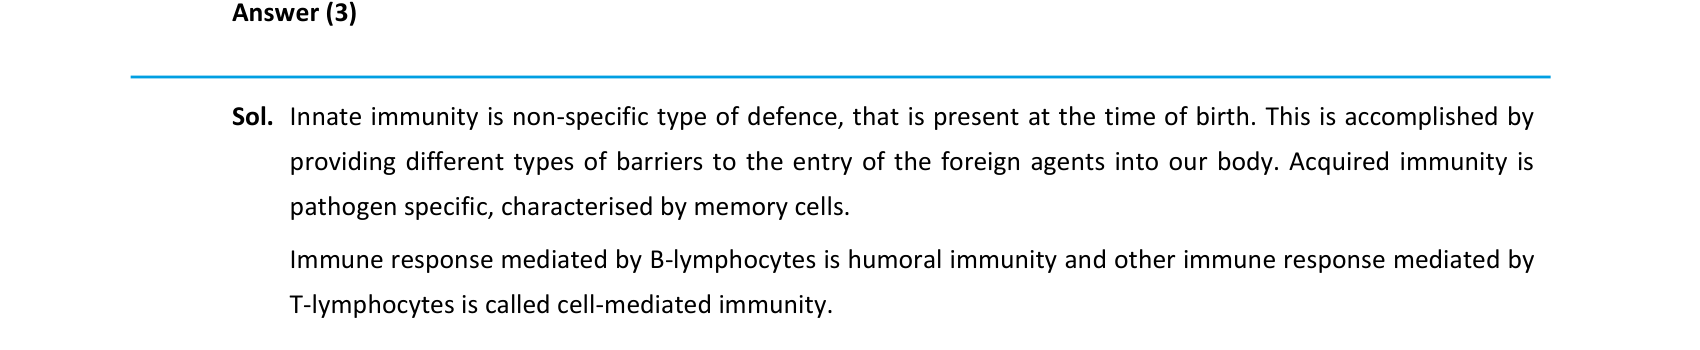 Answer (3)
Sol. Innate immunity is non-specific type of defence, that is present at the time of birth. This is accomplished by
providing different types of barriers to the entry of the foreign agents into our body. Acquired immunity is
pathogen specific, characterised by memory cells.
Immune response mediated by B-lymphocytes is humoral immunity and other immune response mediated by
T-lymphocytes is called cell-mediated immunity.